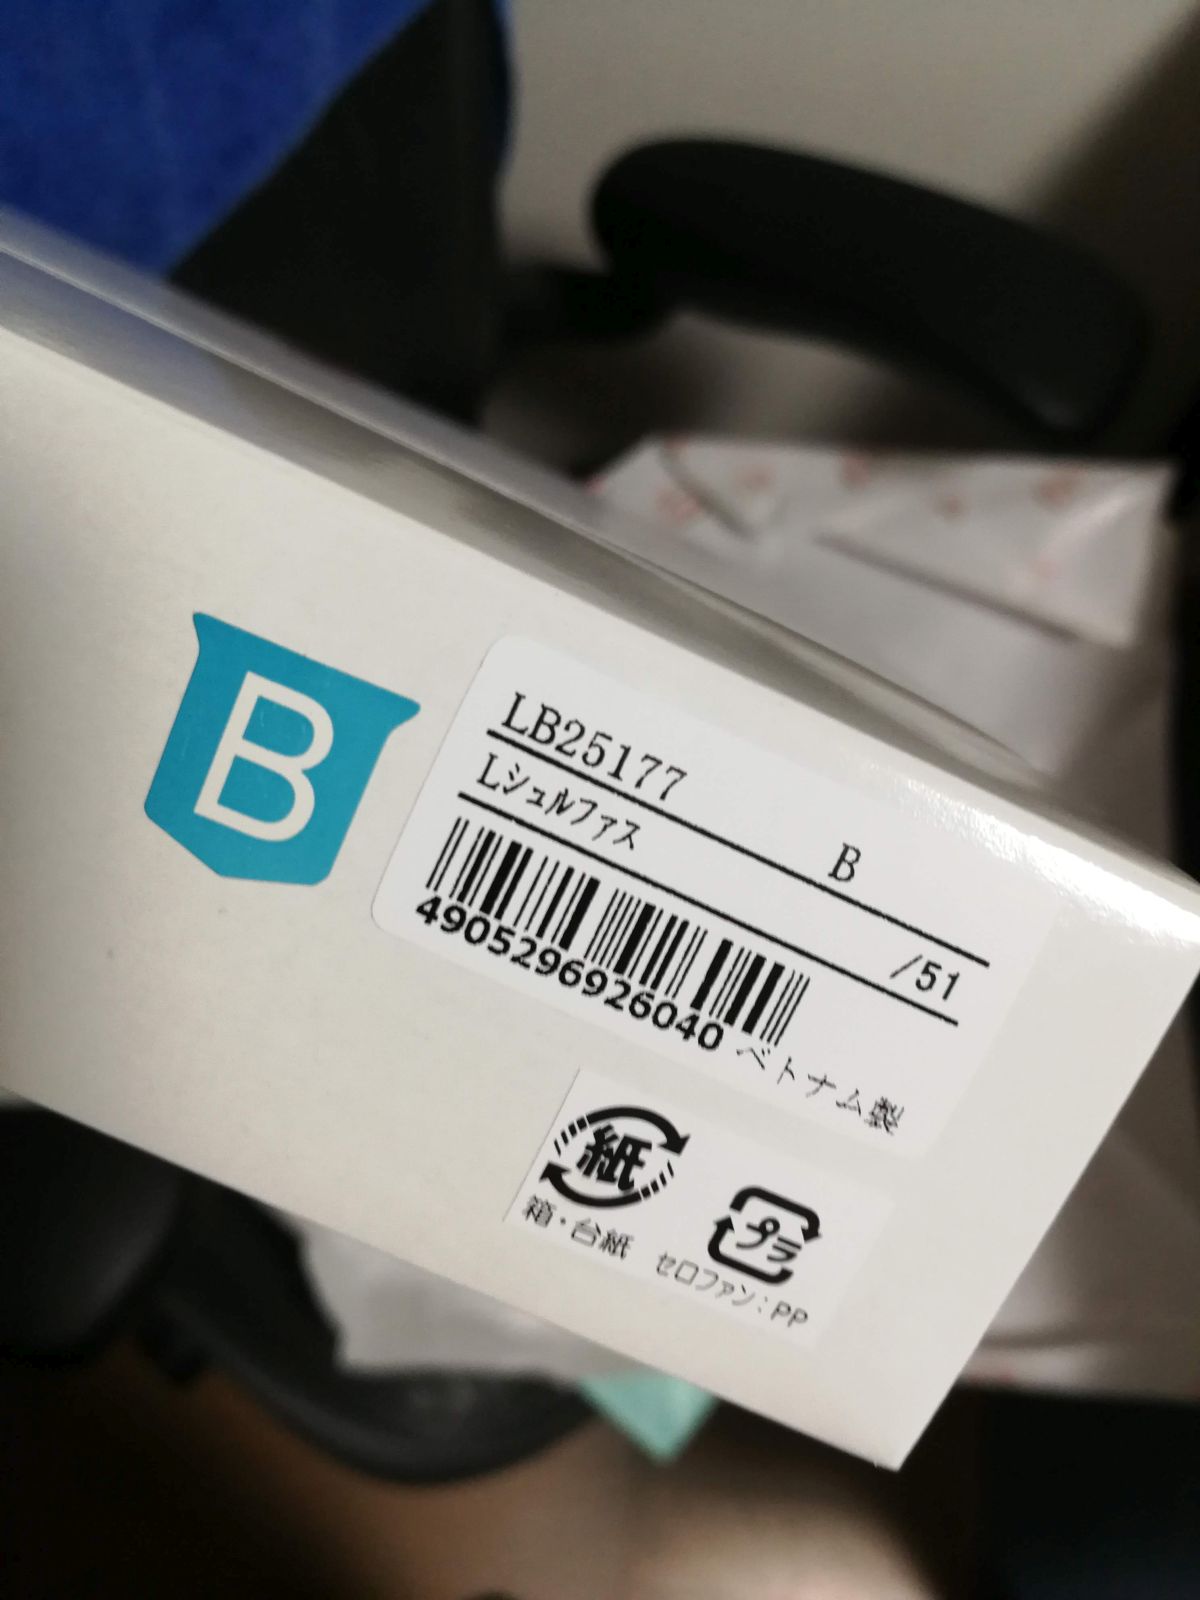 B
LB25177 B
Lシュルファス /51
4905296926040
ベトナム製
紙
箱・台紙
プラ
セロファン:PP